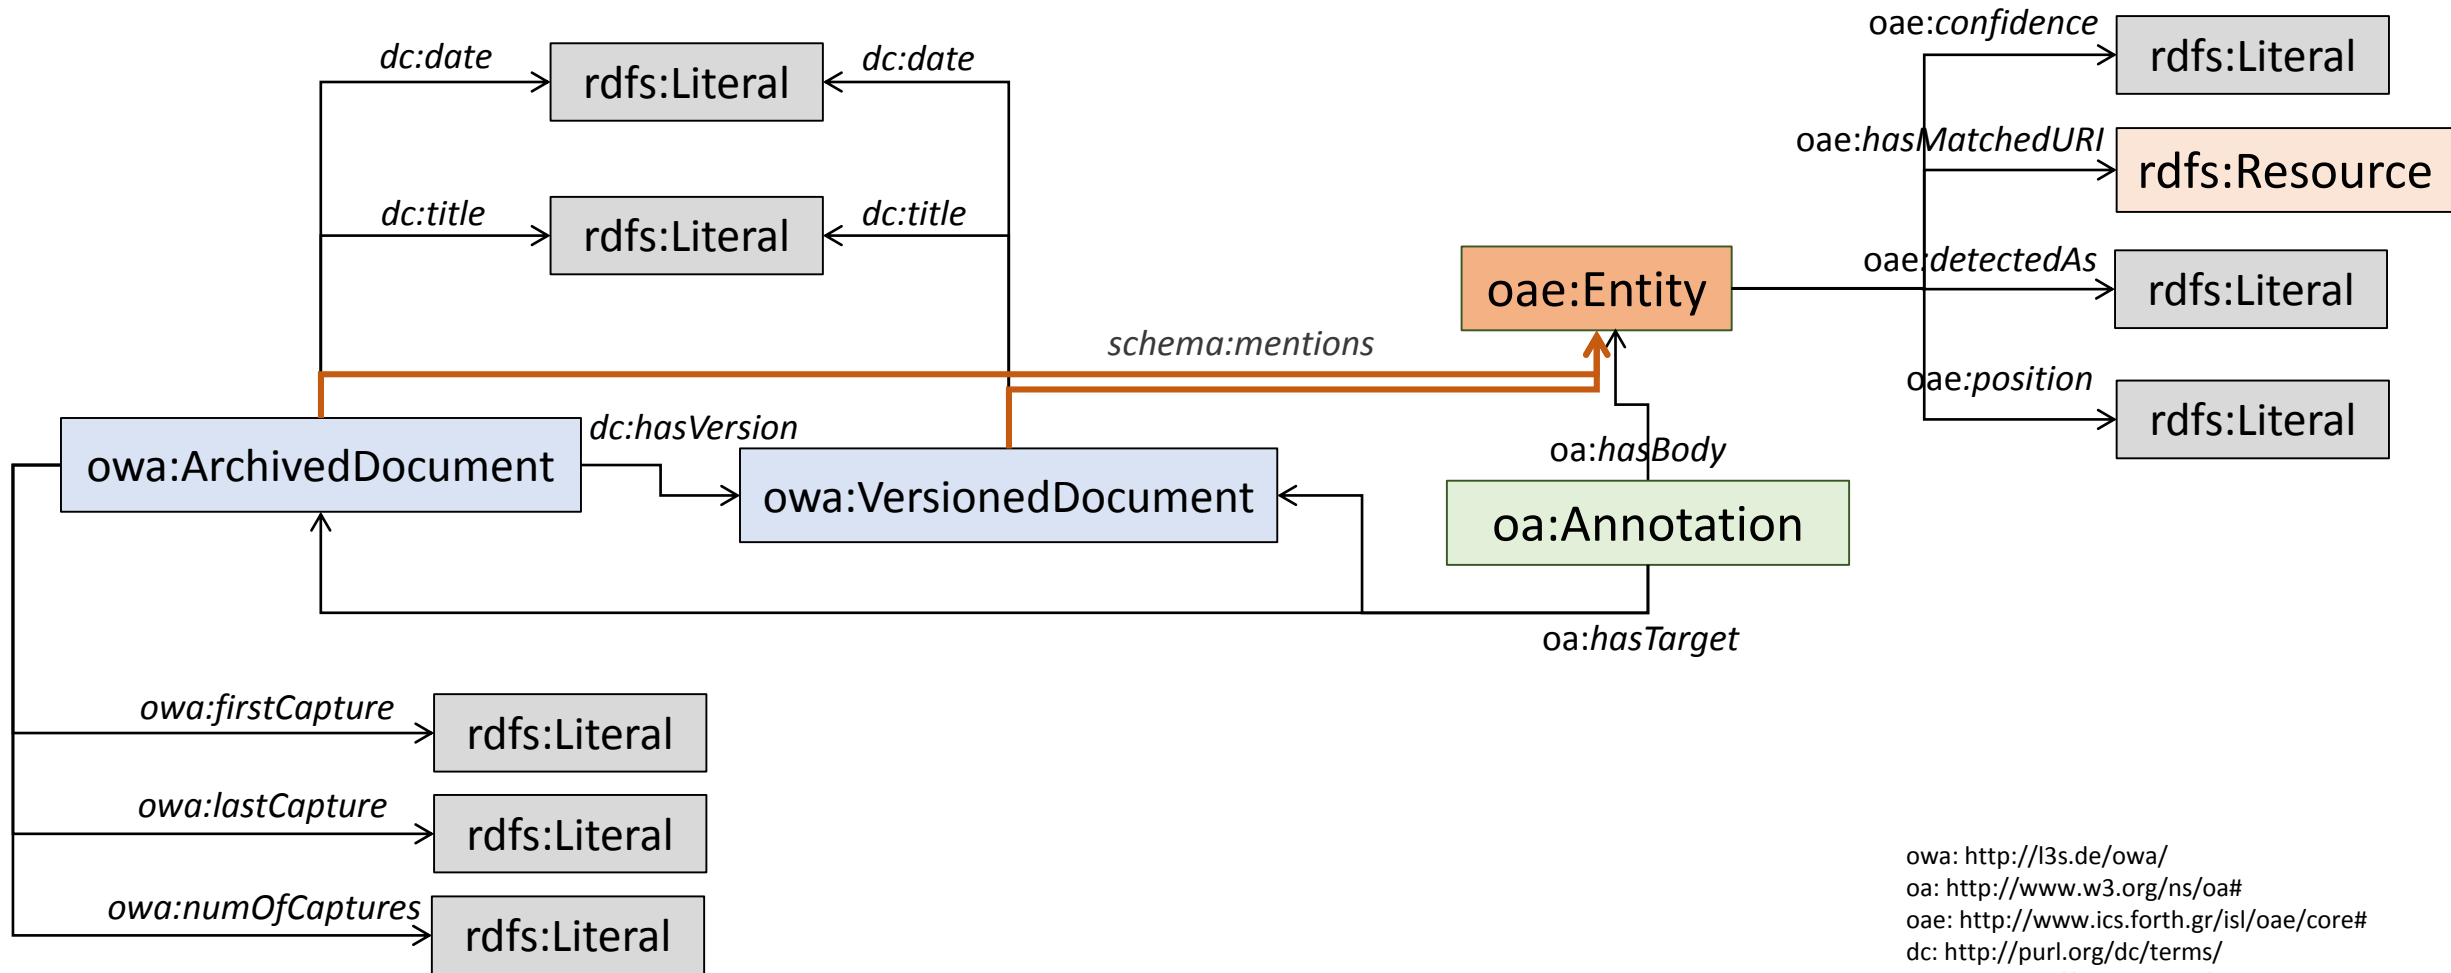 oae:confidence
dc:date
dc:date
rdfs:Literal
rdfs:Literal
oae:hasMatchedURI
rdfs:Resource
dc:title
dc:title
rdfs:Literal
oae:detectedAs
oae:Entity
rdfs:Literal
schema:mentions
oae:position
rdfs:Literal
dc:hasVersion
oa:hasBody
owa:ArchivedDocument
owa:VersionedDocument
oa:Annotation
oa:hasTarget
owa:firstCapture
rdfs:Literal
owa:lastCapture
rdfs:Literal
owa:numOfCaptures
rdfs:Literal
owa: http://l3s.de/owa/
oa: http://www.w3.org/ns/oa#
oae: http://www.ics.forth.gr/isl/oae/core#
dc: http://purl.org/dc/terms/